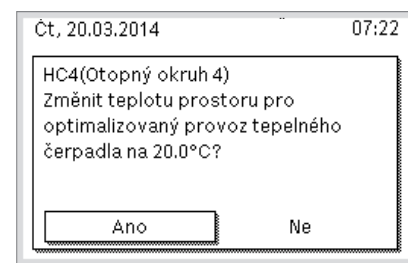 Čt, 20.03.2014 07:22
HC4(Otopný okruh 4)
Změnit teplotu prostoru pro
optimalizovaný provoz tepelného
čerpadla na 20.0°C?
Ano Ne